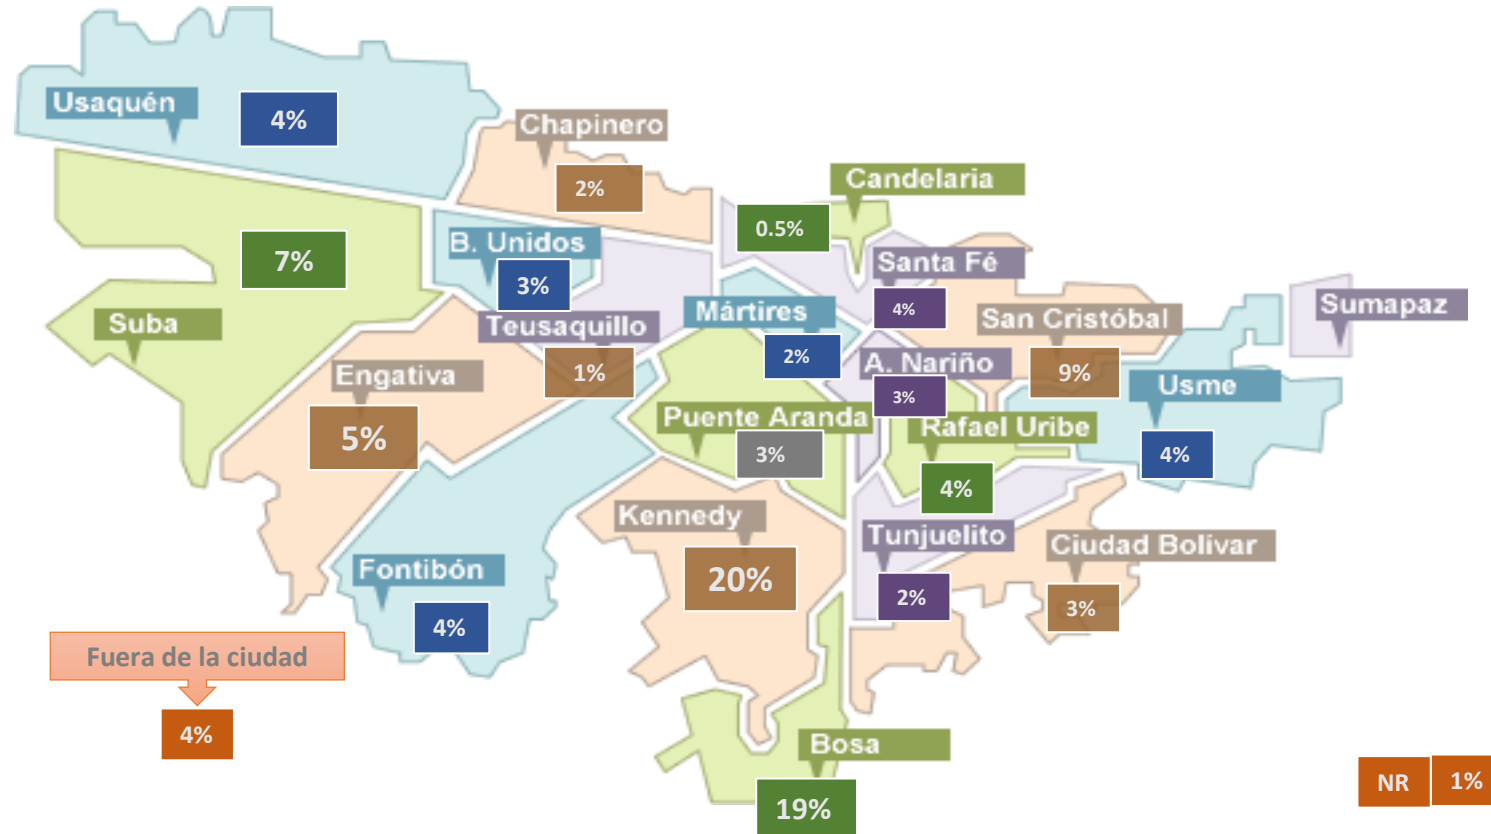 Usaquén
4%
Chapinero
2%
Candelaria
0.5%
B. Unidos
3%
7%
Santa Fé
4%
Suba
Teusaquillo
1%
Mártires
2%
San Cristóbal
9%
Sumapaz
Engativa
5%
A. Nariño
3%
Usme
4%
Puente Aranda
3%
Rafael Uribe
4%
Kennedy
20%
Tunjuelito
2%
Ciudad Bolívar
3%
Fontibón
4%
Fuera de la ciudad
4%
Bosa
19%
NR 1%